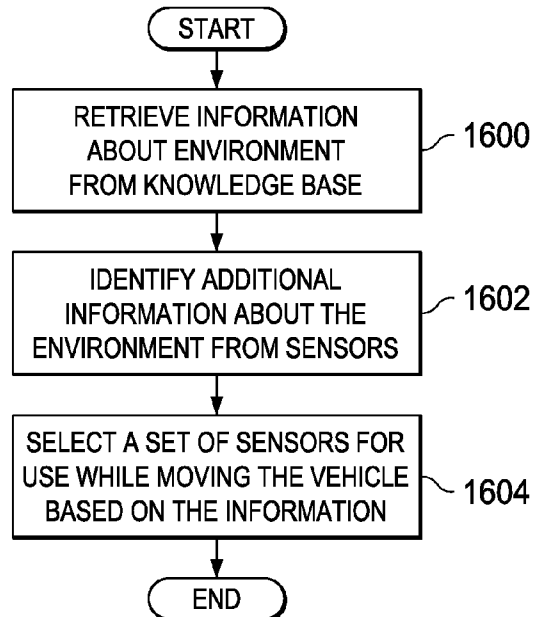 START
RETRIEVE INFORMATION
ABOUT ENVIRONMENT
FROM KNOWLEDGE BASE
1600
IDENTIFY ADDITIONAL
INFORMATION ABOUT THE
ENVIRONMENT FROM SENSORS
1602
SELECT A SET OF SENSORS FOR
USE WHILE MOVING THE VEHICLE
BASED ON THE INFORMATION
1604
END